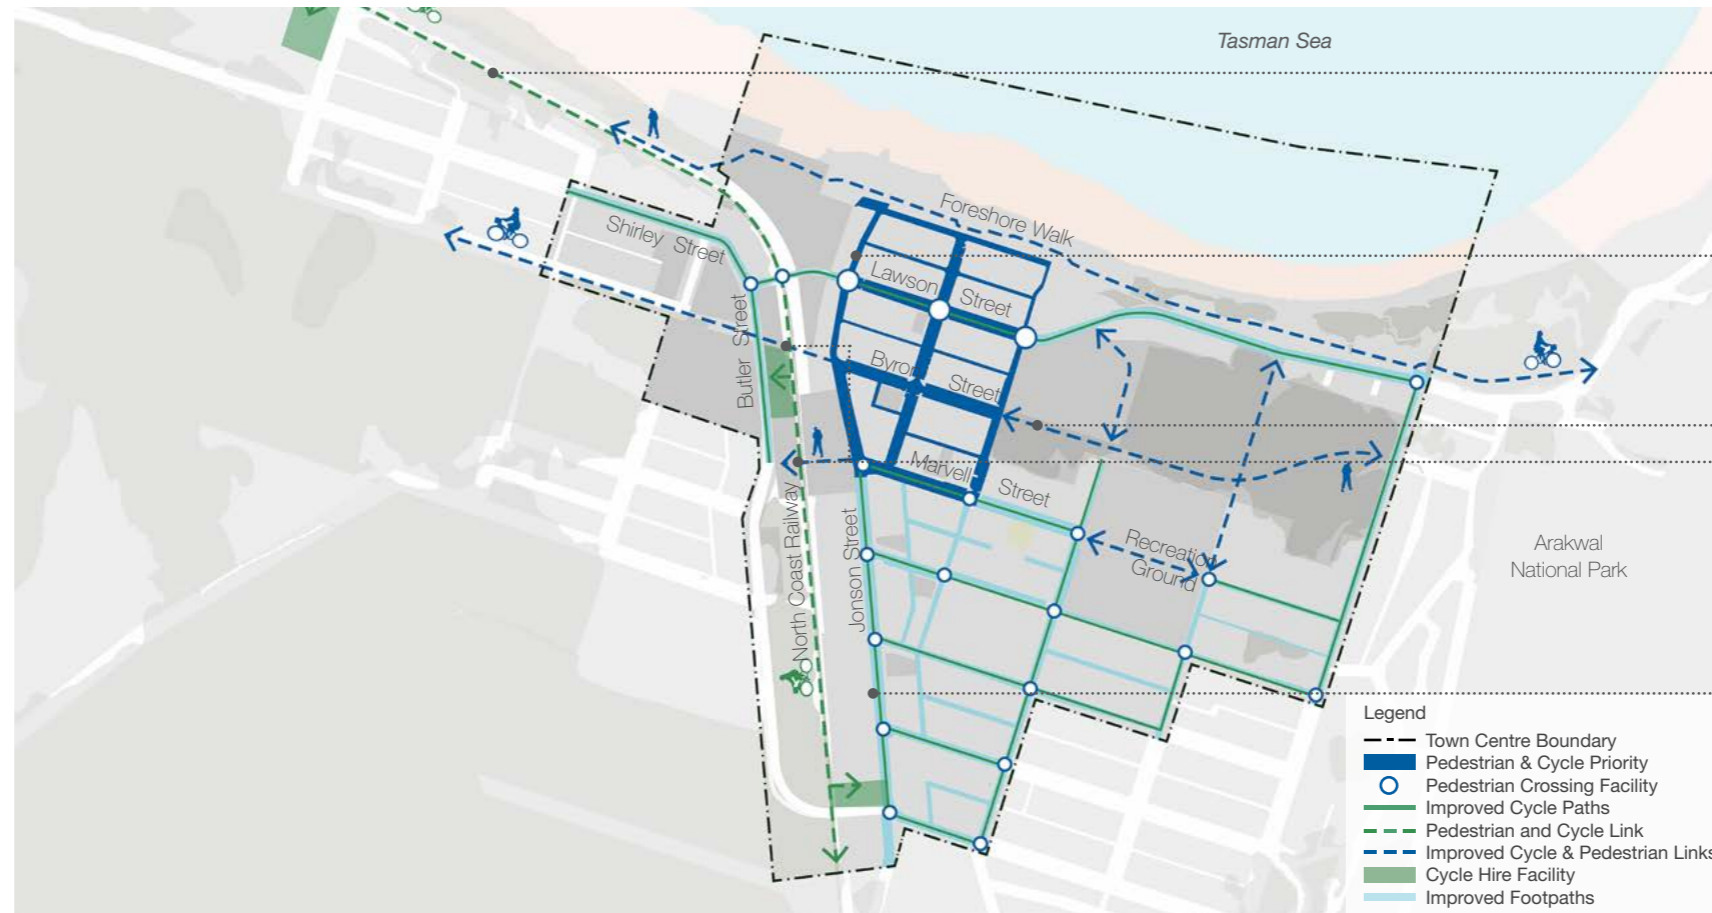 Tasman Sea
Foreshore Walk
Shirley Street
Lawson Street
Butler Street
Byron Street
Marvell Street
North Coast Railway
Jonson Street
Recreation
Ground
Arakwal
National Park
Legend
Town Centre Boundary
Pedestrian & Cycle Priority
Pedestrian Crossing Facility
Improved Cycle Paths
Pedestrian and Cycle Link
Improved Cycle & Pedestrian Links
Cycle Hire Facility
Improved Footpaths